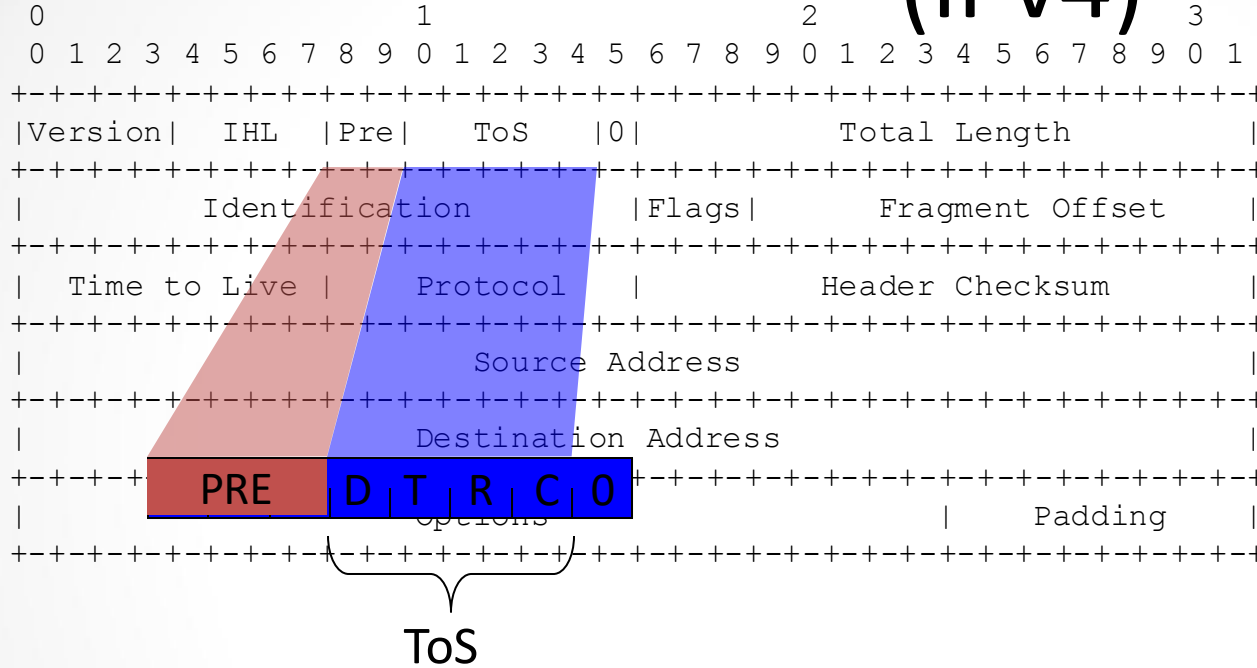 (IPv4)
0 1 2 3
0 1 2 3 4 5 6 7 8 9 0 1 2 3 4 5 6 7 8 9 0 1 2 3 4 5 6 7 8 9 0 1
+-+-+-+-+-+-+-+-+-+-+-+-+-+-+-+-+-+-+-+-+-+-+-+-+-+-+-+-+-+-+-+-+
|Version| IHL |Pre| ToS |0| Total Length |
+-+-+-+-+-+-+-+-+-+-+-+-+-+-+-+-+-+-+-+-+-+-+-+-+-+-+-+-+-+-+-+-+
| Identification |Flags| Fragment Offset |
+-+-+-+-+-+-+-+-+-+-+-+-+-+-+-+-+-+-+-+-+-+-+-+-+-+-+-+-+-+-+-+-+
| Time to Live | Protocol | Header Checksum |
+-+-+-+-+-+-+-+-+-+-+-+-+-+-+-+-+-+-+-+-+-+-+-+-+-+-+-+-+-+-+-+-+
| Source Address |
+-+-+-+-+-+-+-+-+-+-+-+-+-+-+-+-+-+-+-+-+-+-+-+-+-+-+-+-+-+-+-+-+
| Destination Address |
+-+-+-+ PRE D T R C 0 +-+-+-+-+-+-+-+-+-+-+-+-+-+-+-+-+
| Options | Padding |
+-+-+-+-+-+-+-+-+-+-+-+-+-+-+-+-+-+-+-+-+-+-+-+-+-+-+-+-+-+-+-+-+
ToS